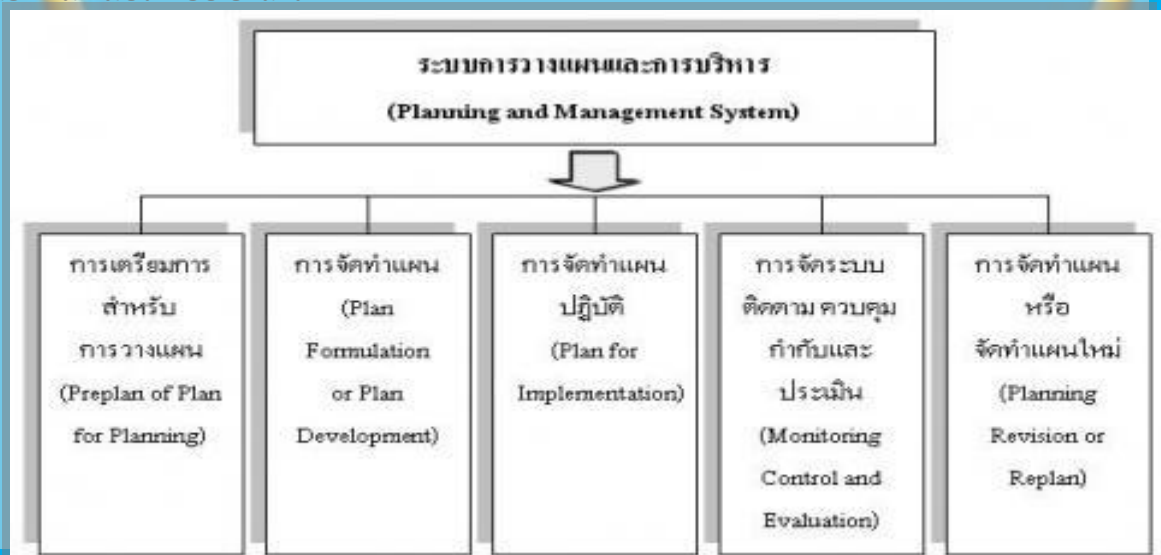 ระบบการวางแผนและการบริหาร
(Planning and Management System)
การเตรียมการ
สำหรับ
การวางแผน
(Preplan of Plan
for Planning)
การจัดทำแผน
(Plan
Formulation
or Plan
Development)
การจัดทำแผน
ปฏิบัติ
(Plan for
Implementation)
การจัดระบบ
ติดตาม ควบคุม
กำกับและ
ประเมิน
(Monitoring
Control and
Evaluation)
การจัดทำแผน
หรือ
จัดทำแผนใหม่
(Planning
Revision or
Replan)